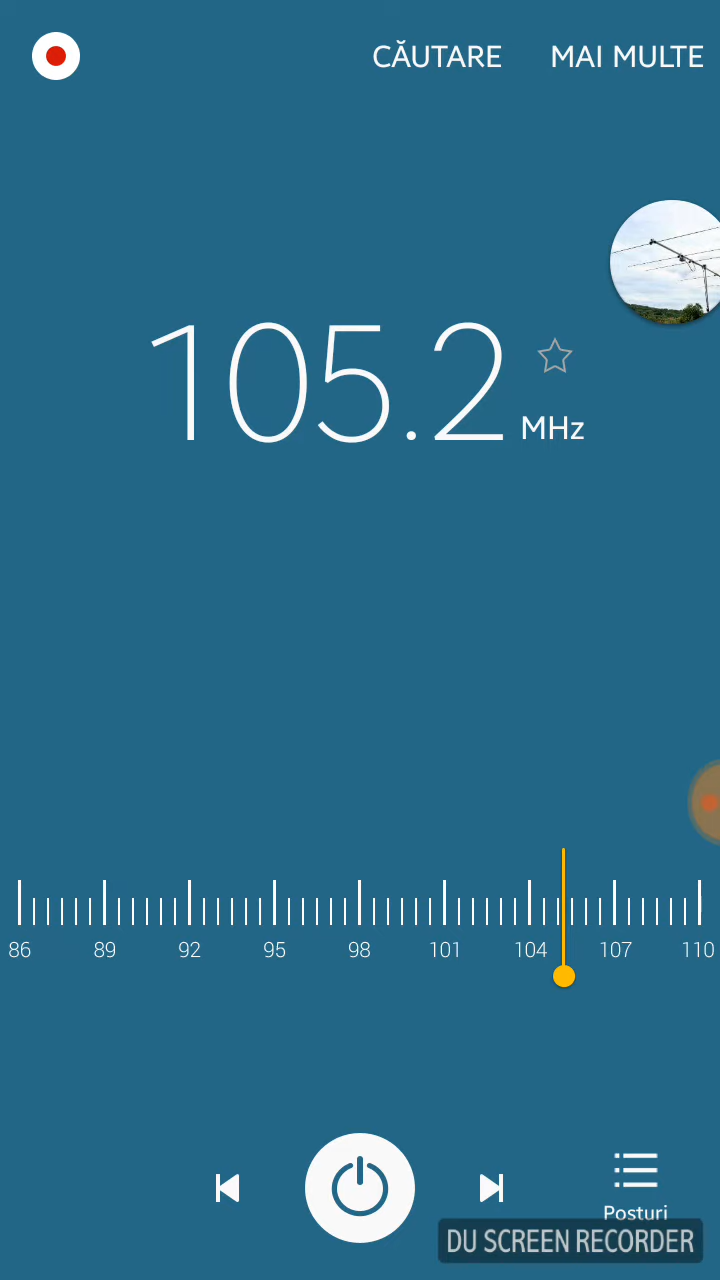 CĂUTARE MAI MULTE
105.2 MHz
86 89 92 95 98 101 104 107 110
Posturi
DU SCREEN RECORDER